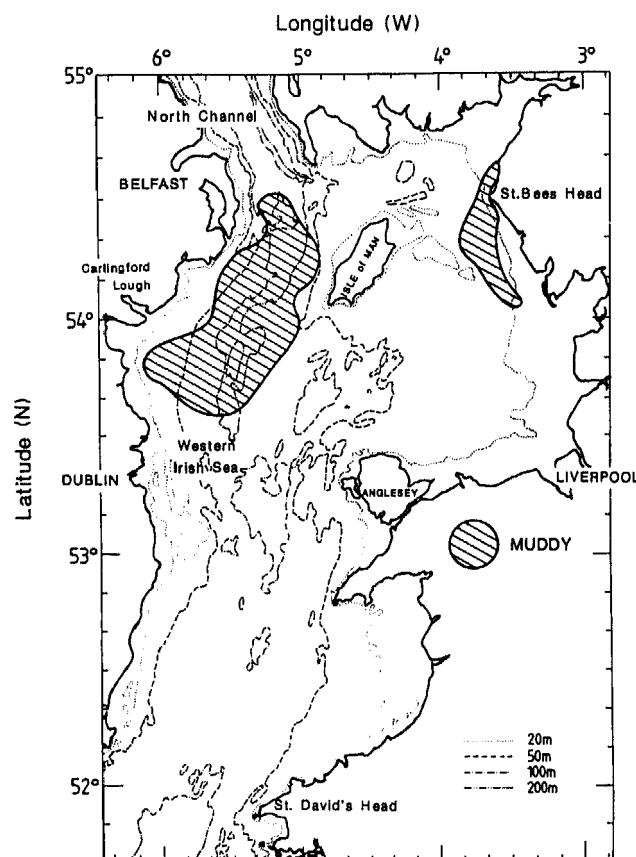 Longitude (W)
6° 5° 4° 3°
55°
North Channel
BELFAST
St. Bees Head
Carlingford
Lough
ISLE OF MAN
54°
Latitude (N)
Western
Irish Sea
DUBLIN
ANGLESEY
LIVERPOOL
53°
MUDDY
20m
50m
100m
200m
52°
St. David's Head